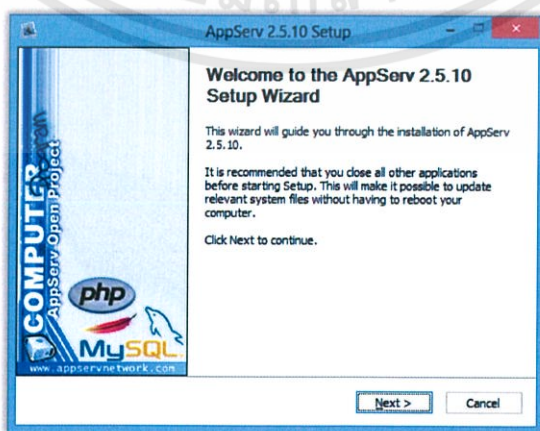 AppServ 2.5.10 Setup
Welcome to the AppServ 2.5.10
Setup Wizard
This wizard will guide you through the installation of AppServ
2.5.10.
It is recommended that you close all other applications
before starting Setup. This will make it possible to update
relevant system files without having to reboot your
computer.
Click Next to continue.
COMPUTER
AppServ Open Project
php
MySQL
www.appservnetwork.com
Next >
Cancel